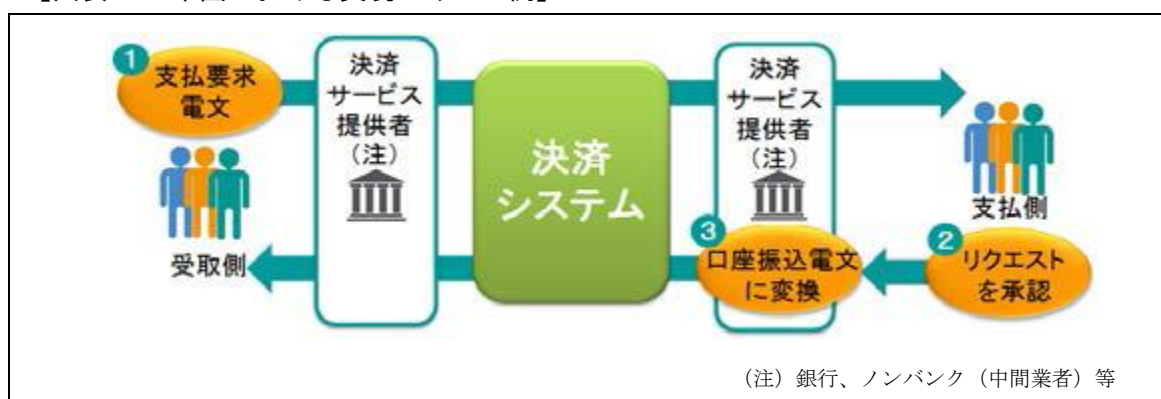 1
支払要求
電文
決済
サービス
提供者
（注）
決済
システム
決済
サービス
提供者
（注）
支払側
受取側
3
口座振込電文
に変換
2
リクエスト
を承認
（注）銀行、ノンバンク（中間業者）等